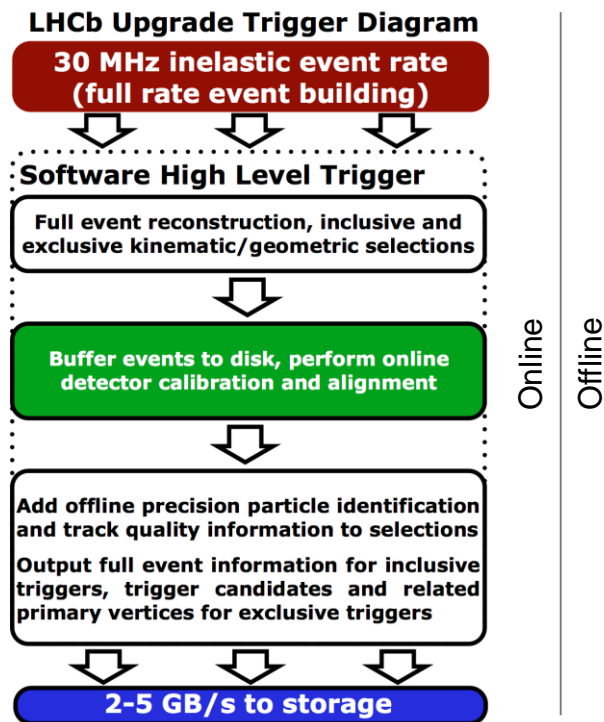 LHCb Upgrade Trigger Diagram
30 MHz inelastic event rate
(full rate event building)
Software High Level Trigger
Full event reconstruction, inclusive and
exclusive kinematic/geometric selections
Buffer events to disk, perform online
detector calibration and alignment
Add offline precision particle identification
and track quality information to selections
Output full event information for inclusive
triggers, trigger candidates and related
primary vertices for exclusive triggers
2-5 GB/s to storage
Online
Offline